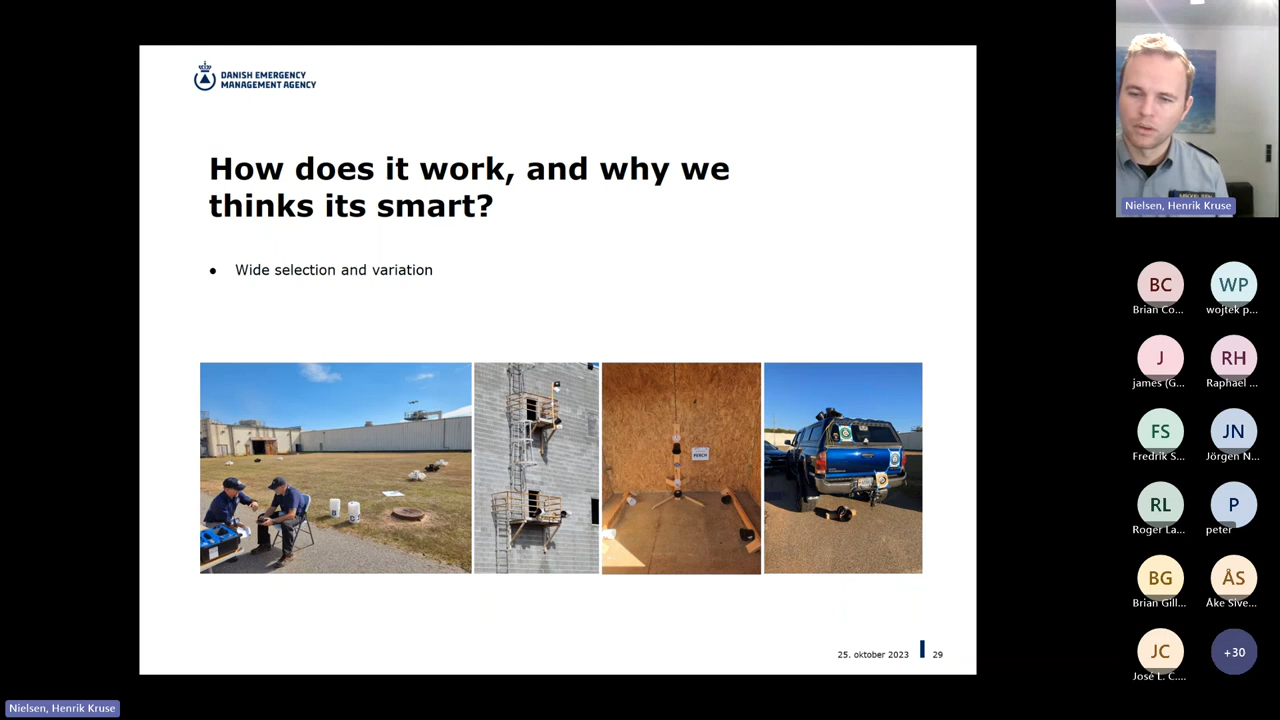 DANISH EMERGENCY
MANAGEMENT AGENCY
How does it work, and why we
thinks its smart?
● Wide selection and variation
PERCH
25. oktober 2023
29
Nielsen, Henrik Kruse
BC
Brian Co...
WP
wojtek p...
J
james (G...
RH
Raphael ...
FS
Fredrik S...
JN
Jörgen N...
RL
Roger La...
P
peter
BG
Brian Gill...
ÅS
Åke Sive...
JC
José L. C....
+30
Nielsen, Henrik Kruse